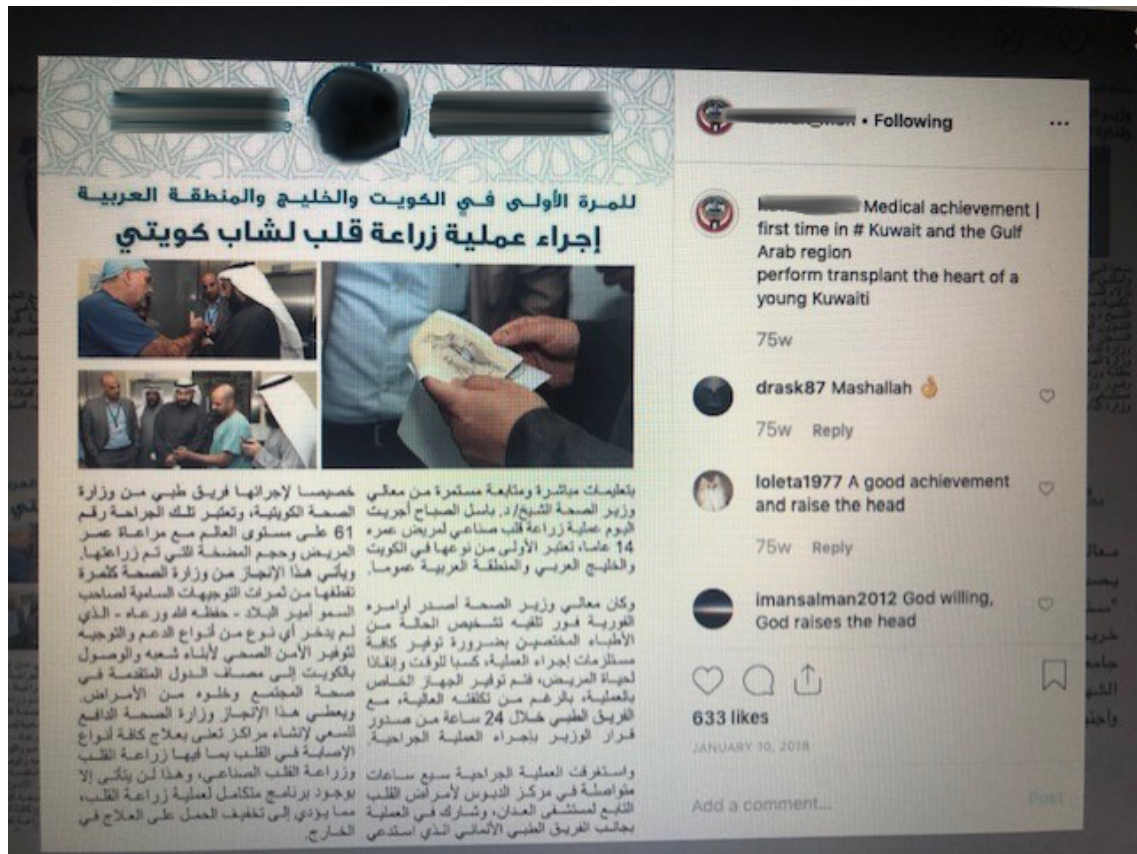 للمرة الأولى في الكويت والخليج والمنطقة العربية
إجراء عملية زراعة قلب لشاب كويتي
بتعليمات مباشرة ومتابعة مستمرة من معالي
وزير الصحة الشيخ/ د. باسل الصباح أجريت
اليوم عملية زراعة قلب صناعي لمريض عمره
14 عاما، تعتبر الأولى من نوعها في الكويت
والخليج العربي والمنطقة العربية عموما.
وكان معالي وزير الصحة أصدر أوامره
الفورية فور تلقيه تشخيص الحالة من
الأطباء المختصين بضرورة توفير كافة
مستلزمات إجراء العملية، كسبا للوقت وإنقاذا
لحياة المريض، فتم توفير الجهاز الخاص
بالعملية، بالرغم من تكلفته العالية، مع
الفريق الطبي خلال 24 ساعة من صدور
قرار الوزير بإجراء العملية الجراحية.
واستغرقت العملية الجراحية سبع ساعات
متواصلة في مركز الدبوس لأمراض القلب
التابع لمستشفى العدان، وشارك في العملية
بجانب الفريق الطبي الألماني الذي استدعي
خصيصا لإجرائها فريق طبي من وزارة
الصحة الكويتية، وتعتبر تلك الجراحة رقم
61 على مستوى العالم مع مراعاة عمر
المريض وحجم المضخة التي تم زراعتها.
ويأتي هذا الإنجاز من وزارة الصحة كثمرة
نقطفها من ثمرات التوجيهات السامية لصاحب
السمو أمير البلاد - حفظه الله ورعاه - الذي
لم يدخر أي نوع من أنواع الدعم والتوجيه
لتوفير الأمن الصحي لأبناء شعبه والوصول
بالكويت إلى مصاف الدول المتقدمة في
صحة المجتمع وخلوه من الأمراض.
ويعطي هذا الإنجاز وزارة الصحة الدافع
للسعي لإنشاء مراكز تعنى بعلاج كافة أنواع
الإصابة في القلب بما فيها زراعة القلب
وزراعة القلب الصناعي، وهذا لن يتأتى إلا
بوجود برنامج متكامل لعملية زراعة القلب،
مما يؤدي إلى تخفيف الحمل على العلاج في
الخارج.
• Following
Medical achievement |
first time in # Kuwait and the Gulf
Arab region
perform transplant the heart of a
young Kuwaiti
75w
drask87 Mashallah 👌
75w Reply
loleta1977 A good achievement
and raise the head
75w Reply
imansalman2012 God willing,
God raises the head
633 likes
JANUARY 10, 2018
Add a comment...
Post